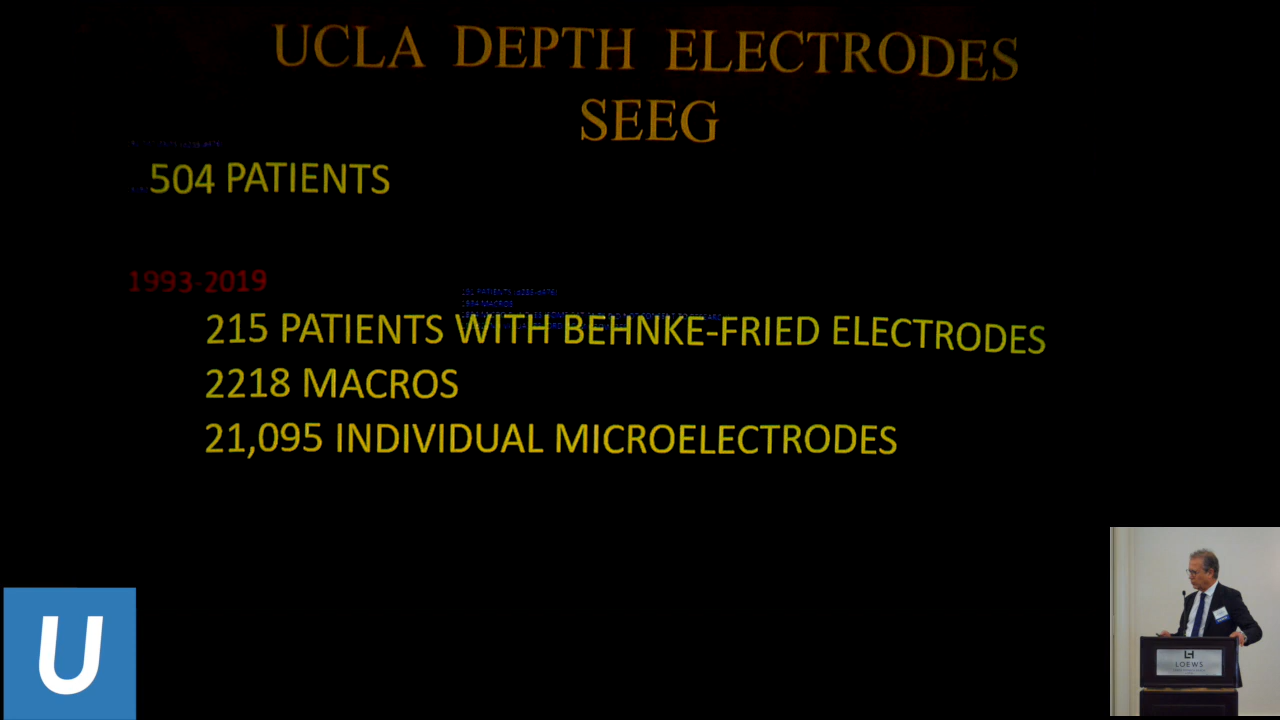 UCLA DEPTH ELECTRODES
SEEG
504 PATIENTS
1993-2019
215 PATIENTS WITH BEHNKE-FRIED ELECTRODES
2218 MACROS
21,095 INDIVIDUAL MICROELECTRODES
U
LOEWS